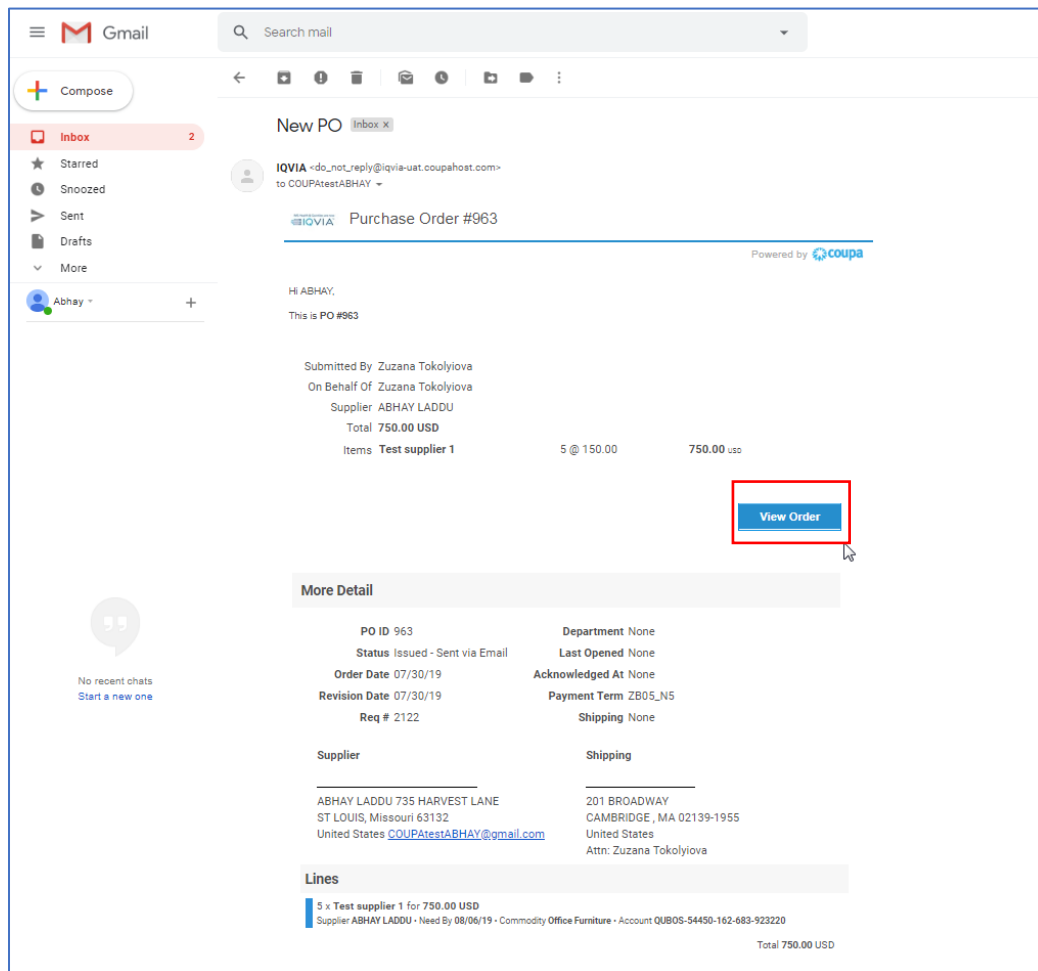 Gmail
Search mail
Compose
Inbox 2
Starred
Snoozed
Sent
Drafts
More
Abhay
No recent chats
Start a new one
New PO Inbox x
IQVIA <do_not_reply@iqvia-uat.coupahost.com>
to COUPAtestABHAY
IQVIA Purchase Order #963
Powered by coupa
Hi ABHAY,
This is PO #963
Submitted By Zuzana Tokolyiova
On Behalf Of Zuzana Tokolyiova
Supplier ABHAY LADDU
Total 750.00 USD
Items Test supplier 1 5 @ 150.00 750.00 USD
View Order
More Detail
PO ID 963 Department None
Status Issued - Sent via Email Last Opened None
Order Date 07/30/19 Acknowledged At None
Revision Date 07/30/19 Payment Term ZB05_N5
Req # 2122 Shipping None
Supplier Shipping
ABHAY LADDU 735 HARVEST LANE 201 BROADWAY
ST LOUIS, Missouri 63132 CAMBRIDGE , MA 02139-1955
United States COUPAtestABHAY@gmail.com United States
Attn: Zuzana Tokolyiova
Lines
5 x Test supplier 1 for 750.00 USD
Supplier ABHAY LADDU • Need By 08/06/19 • Commodity Office Furniture • Account QUBOS-54450-162-683-923220
Total 750.00 USD